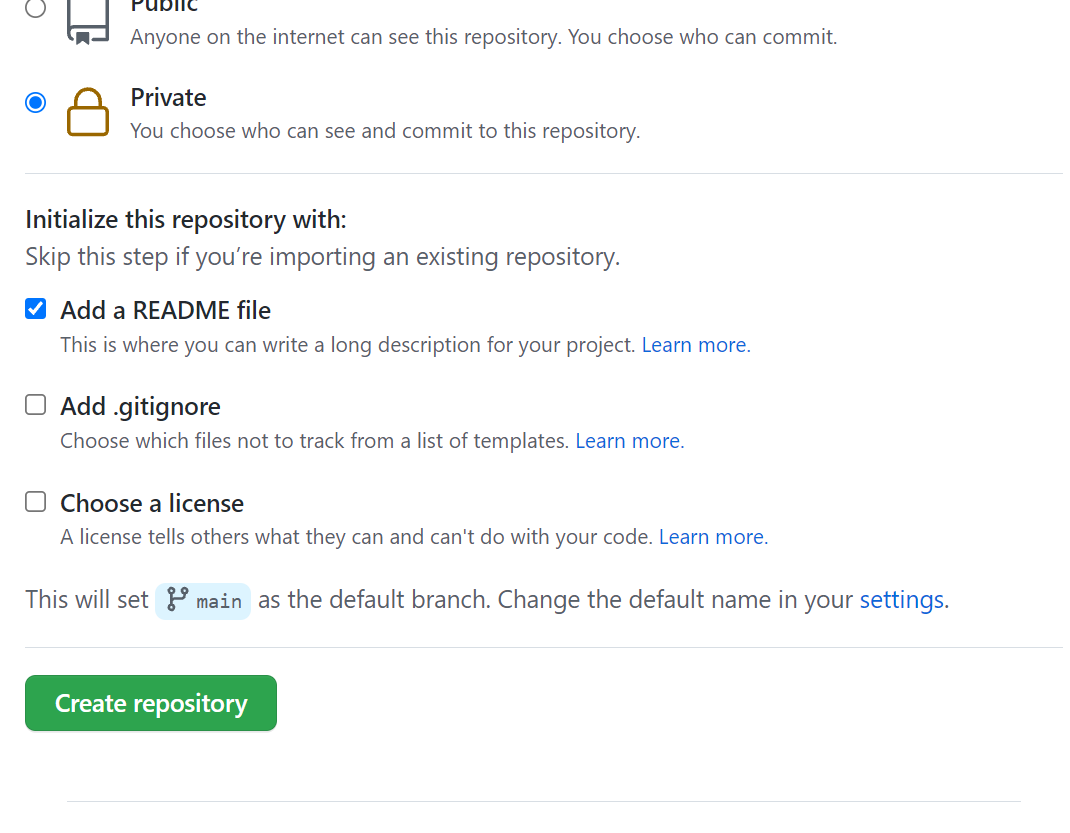 Public
Anyone on the internet can see this repository. You choose who can commit.
Private
You choose who can see and commit to this repository.
Initialize this repository with:
Skip this step if you’re importing an existing repository.
Add a README file
This is where you can write a long description for your project. Learn more.
Add .gitignore
Choose which files not to track from a list of templates. Learn more.
Choose a license
A license tells others what they can and can't do with your code. Learn more.
This will set main as the default branch. Change the default name in your settings.
Create repository